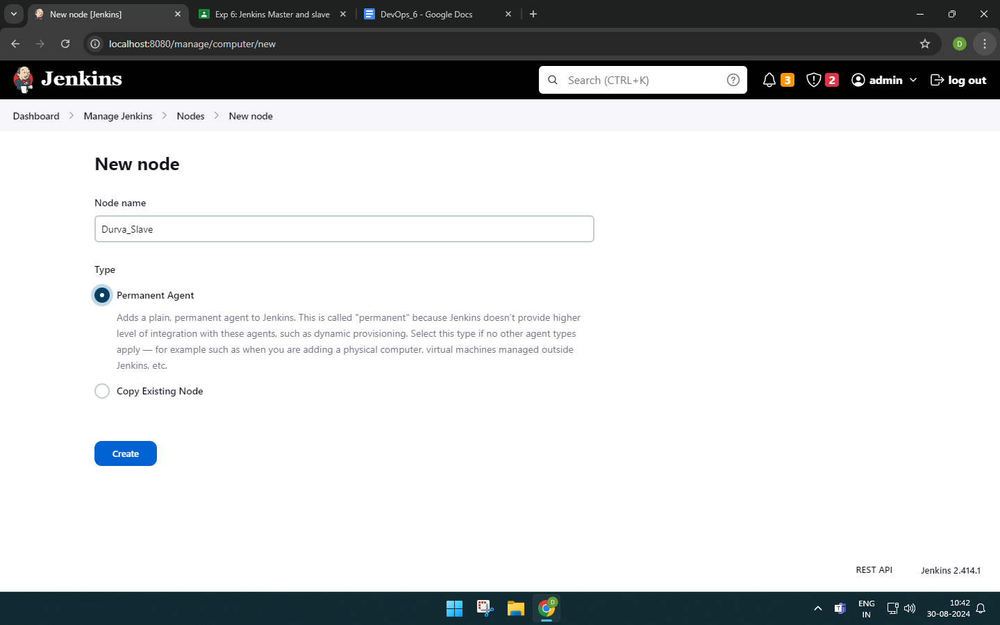 New node [Jenkins]
Exp 6: Jenkins Master and slave
DevOps_6 - Google Docs
localhost:8080/manage/computer/new
D
Jenkins
Search (CTRL+K)
?
3
2
admin
log out
Dashboard
Manage Jenkins
Nodes
New node
New node
Node name
Durva_Slave
Type
Permanent Agent
Adds a plain, permanent agent to Jenkins. This is called "permanent" because Jenkins doesn't provide higher
level of integration with these agents, such as dynamic provisioning. Select this type if no other agent types
apply — for example such as when you are adding a physical computer, virtual machines managed outside
Jenkins, etc.
Copy Existing Node
Create
REST API
Jenkins 2.414.1
D
ENG
IN
10:42
30-08-2024